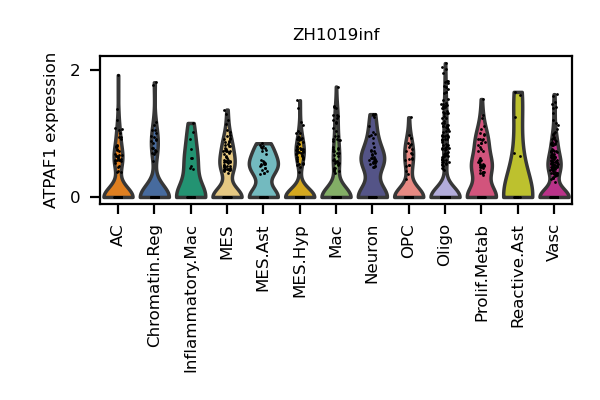 ZH1019inf
ATPAF1 expression
2
0
AC
Chromatin.Reg
Inflammatory.Mac
MES
MES.Ast
MES.Hyp
Mac
Neuron
OPC
Oligo
Prolif.Metab
Reactive.Ast
Vasc